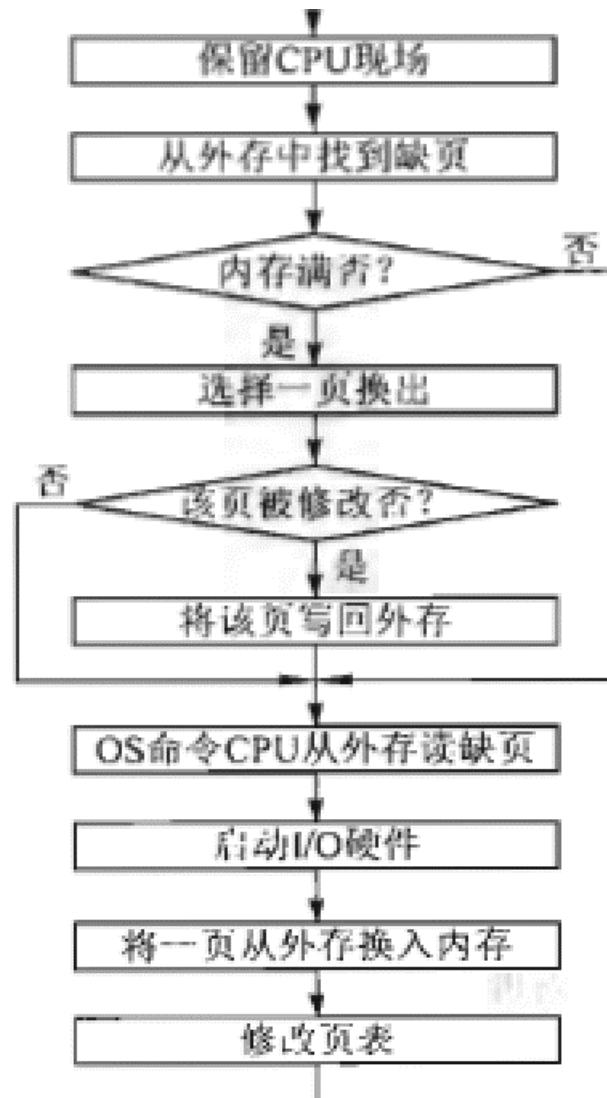 保留CPU现场
从外存中找到缺页
内存满否?
否
是
选择一页换出
否
该页被修改否?
是
将该页写回外存
OS命令CPU从外存读缺页
启动I/O硬件
将一页从外存换入内存
修改页表